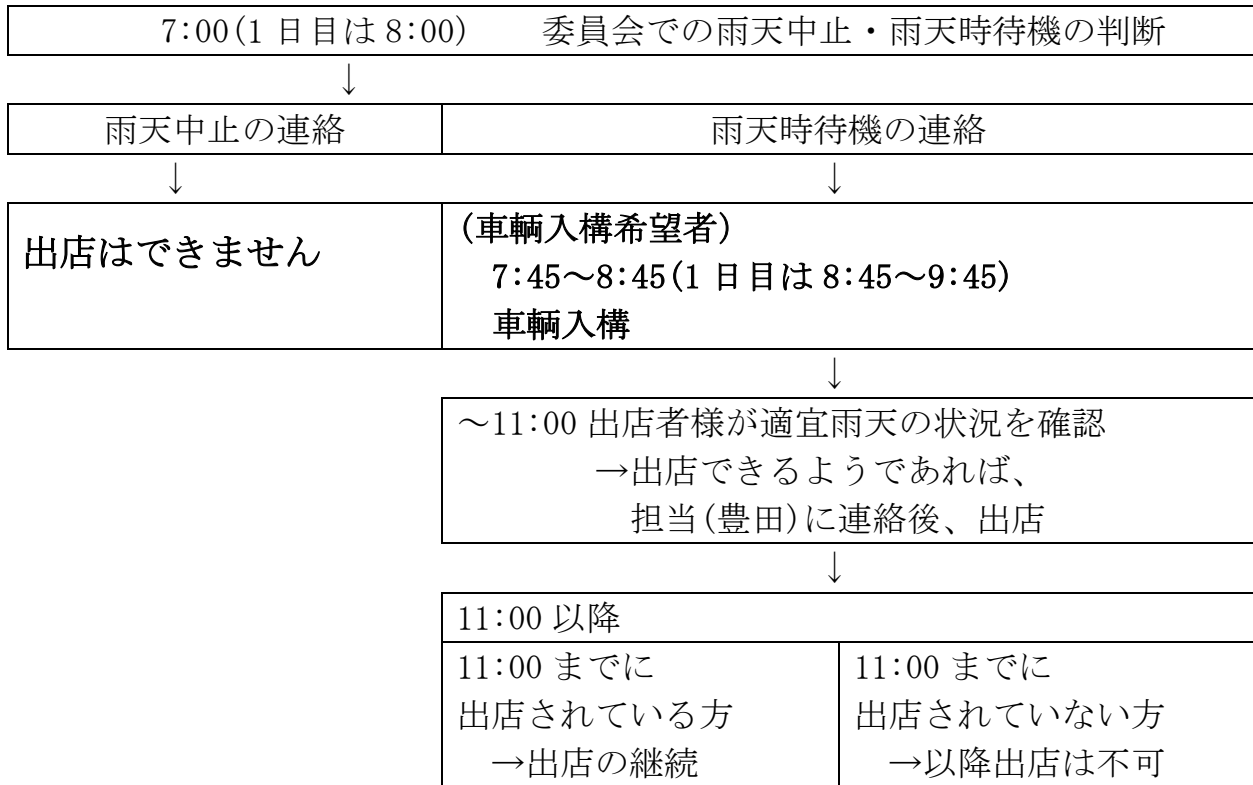 7:00(1日目は8:00)　委員会での雨天中止・雨天時待機の判断
↓
雨天中止の連絡
雨天時待機の連絡
↓
↓
出店はできません
(車輌入構希望者)
7:45～8:45(1日目は8:45～9:45)
車輌入構
↓
～11:00 出店者様が適宜雨天の状況を確認
→出店できるようであれば、
担当(豊田)に連絡後、出店
↓
11:00 以降
11:00 までに
出店されている方
→出店の継続
11:00 までに
出店されていない方
→以降出店は不可